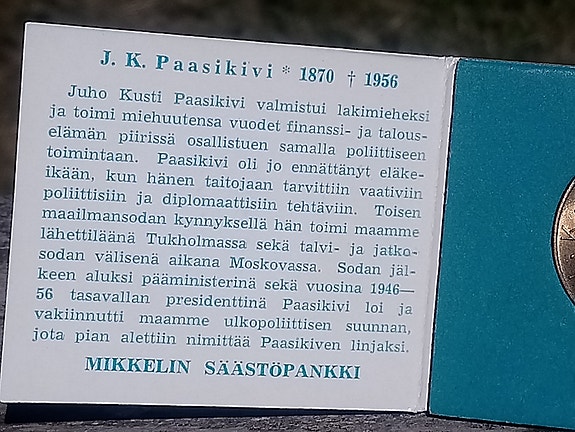 J. K. Paasikivi * 1870 † 1956
Juho Kusti Paasikivi valmistui lakimieheksi
ja toimi miehuutensa vuodet finanssi- ja talous-
elämän piirissä osallistuen samalla poliittiseen
toimintaan. Paasikivi oli jo ennättänyt eläke-
ikään, kun hänen taitojaan tarvittiin vaativiin
poliittisiin ja diplomaattisiin tehtäviin. Toisen
maailmansodan kynnyksellä hän toimi maamme
lähettiläänä Tukholmassa sekä talvi- ja jatko-
sodan välisenä aikana Moskovassa. Sodan jäl-
keen aluksi pääministerinä sekä vuosina 1946—
56 tasavallan presidenttinä Paasikivi loi ja
vakiinnutti maamme ulkopoliittisen suunnan,
jota pian alettiin nimittää Paasikiven linjaksi.
MIKKELIN SÄÄSTÖPANKKI